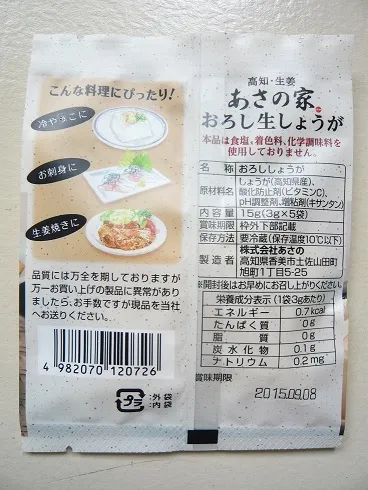 こんな料理にぴったり!
冷やっこに
お刺身に
生姜焼きに
品質には万全を期しておりますが
万一お買い上げの製品に異常があり
ましたら、お手数ですが現品を当社
へお送りください。
4 982070 120726
プラ
:外袋
:内袋
高知・生姜
あさの家
おろし生しょうが
本品は食塩、着色料、化学調味料を
使用しておりません。
名称 おろししょうが
原材料名 しょうが(高知県産)、
酸化防止剤(ビタミンC)、
pH調整剤、増粘剤(キサンタン)
内容量 15g(3g×5袋)
賞味期限 枠外下部記載
保存方法 要冷蔵(保存温度10℃以下)
製造者 株式会社あさの
高知県香美市土佐山田町
旭町1丁目5-25
※開封後はお早めにお召し上がりください。
栄養成分表示(1袋3gあたり)
エネルギー 0.7kcal
たんぱく質 0g
脂質 0g
炭水化物 0.1g
ナトリウム 0.2mg
賞味期限
2015.09.08